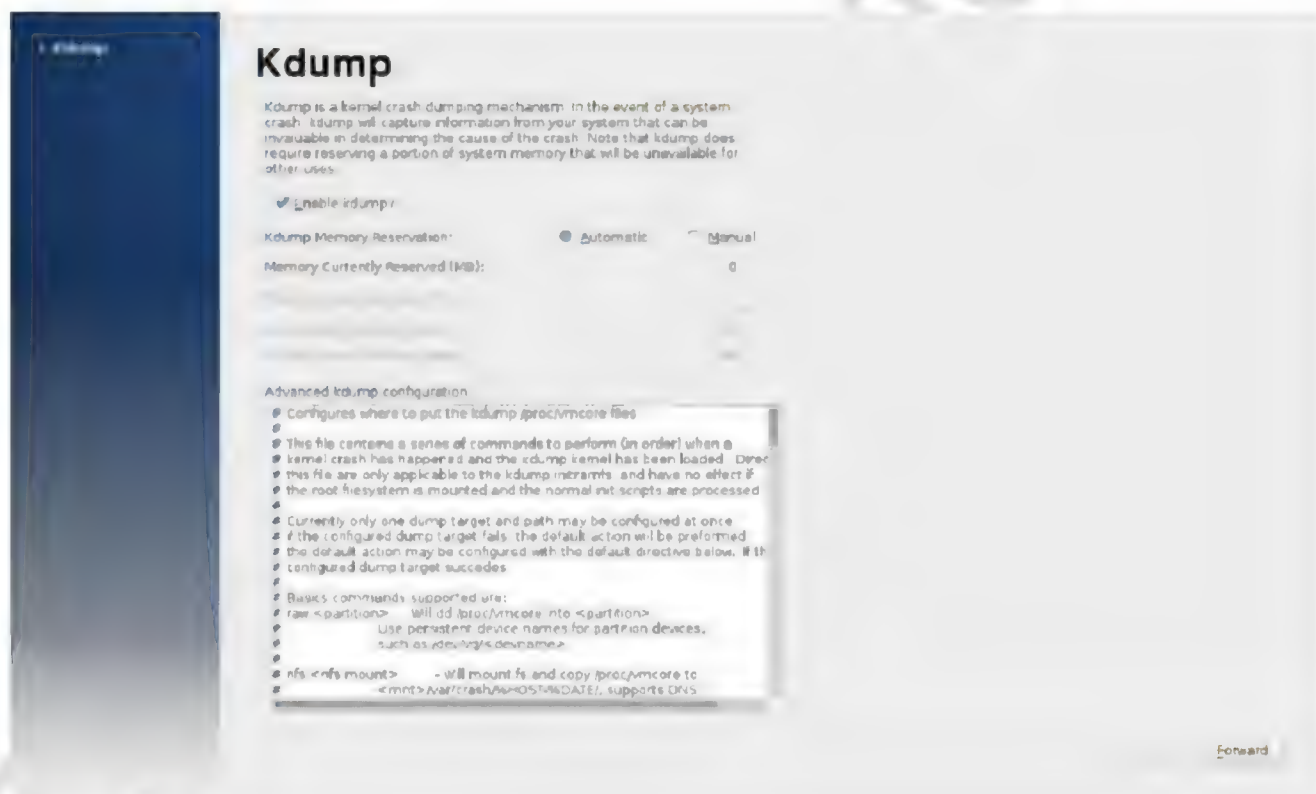 Kdump
Kdump
Kdump is a kernel crash dumping mechanism. In the event of a system
crash, kdump will capture information from your system that can be
invaluable in determining the cause of the crash. Note that kdump does
require reserving a portion of system memory that will be unavailable for
other uses.
Enable kdump?
Kdump Memory Reservation: Automatic Manual
Memory Currently Reserved (MB): 0
Advanced kdump configuration
# Configures where to put the kdump /proc/vmcore files
#
# This file contains a series of commands to perform (in order) when a
# kernel crash has happened and the kdump kernel has been loaded. Direc
# this file are only applicable to the kdump initramfs, and have no effect if
# the root filesystem is mounted and the normal init scripts are processed
#
# Currently only one dump target and path may be configured at once
# if the configured dump target fails, the default action will be preformed
# the default action may be configured with the default directive below. If th
# configured dump target succedes
#
# Basics commands supported are:
# raw <partition> - Will dd /proc/vmcore into <partition>.
# Use persistent device names for partition devices,
# such as /dev/vg/<devname>.
#
# nfs <nfs mount> - Will mount fs and copy /proc/vmcore to
# <mnt>/var/crash/%HOST-%DATE/, supports DNS.
Forward